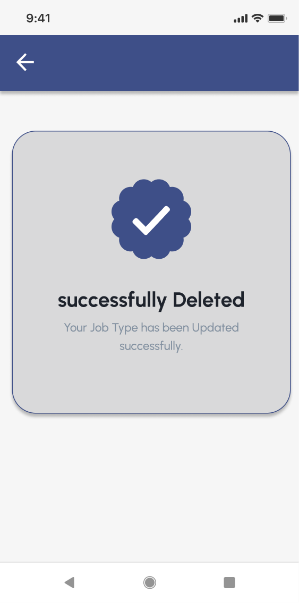 9:41
successfully Deleted
Your Job Type has been Updated
successfully.